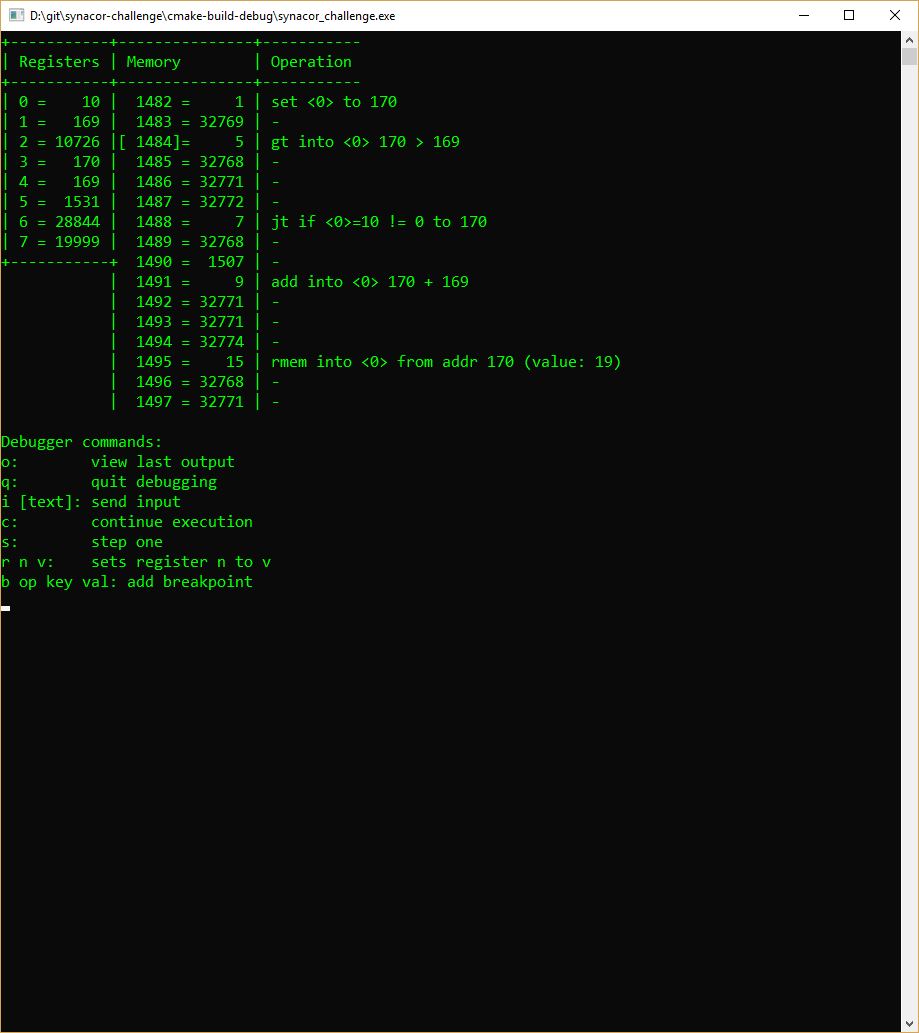 D:\git\synacor-challenge\cmake-build-debug\synacor_challenge.exe
+-----------+---------------+-----------
| Registers | Memory        | Operation
+-----------+---------------+-----------
| 0 =    10 |  1482 =     1 | set <0> to 170
| 1 =   169 |  1483 = 32769 | -
| 2 = 10726 |[ 1484]=     5 | gt into <0> 170 > 169
| 3 =   170 |  1485 = 32768 | -
| 4 =   169 |  1486 = 32771 | -
| 5 =  1531 |  1487 = 32772 | -
| 6 = 28844 |  1488 =     7 | jt if <0>=10 != 0 to 170
| 7 = 19999 |  1489 = 32768 | -
+-----------+  1490 =  1507 | -
            |  1491 =     9 | add into <0> 170 + 169
            |  1492 = 32771 | -
            |  1493 = 32771 | -
            |  1494 = 32774 | -
            |  1495 =    15 | rmem into <0> from addr 170 (value: 19)
            |  1496 = 32768 | -
            |  1497 = 32771 | -
Debugger commands:
o:        view last output
q:        quit debugging
i [text]: send input
c:        continue execution
s:        step one
r n v:    sets register n to v
b op key val: add breakpoint